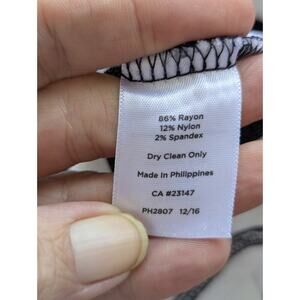 86% Rayon
12% Nylon
2% Spandex
Dry Clean Only
Made in Philippines
CA #23147
PH2807 12/16